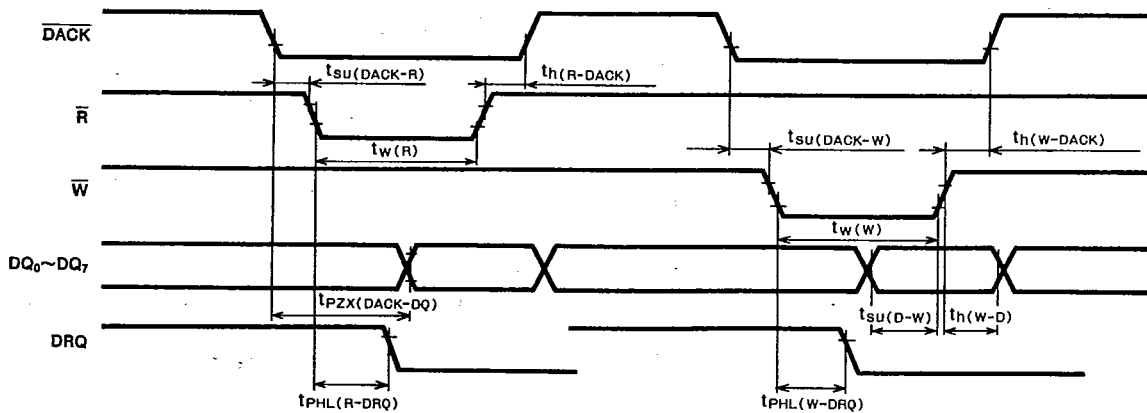 DACK
tsu(DACK-R)
th(R-DACK)
R
tsu(DACK-W)
th(W-DACK)
tW(R)
W
tW(W)
DQ0~DQ7
tPZX(DACK-DQ)
tsu(D-W)
th(W-D)
DRQ
tPHL(R-DRQ)
tPHL(W-DRQ)